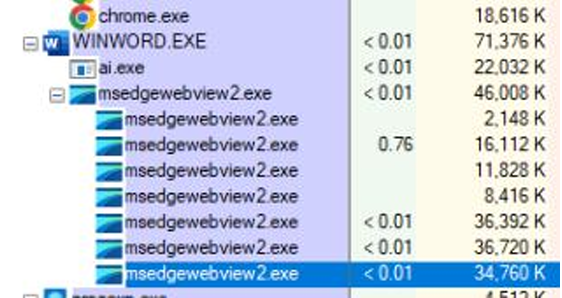 chrome.exe 18,616 K
WINWORD.EXE < 0.01 71,376 K
ai.exe < 0.01 22,032 K
msedgewebview2.exe < 0.01 46,008 K
msedgewebview2.exe 2,148 K
msedgewebview2.exe 0.76 16,112 K
msedgewebview2.exe 11,828 K
msedgewebview2.exe 8,416 K
msedgewebview2.exe < 0.01 36,392 K
msedgewebview2.exe < 0.01 36,720 K
msedgewebview2.exe < 0.01 34,760 K